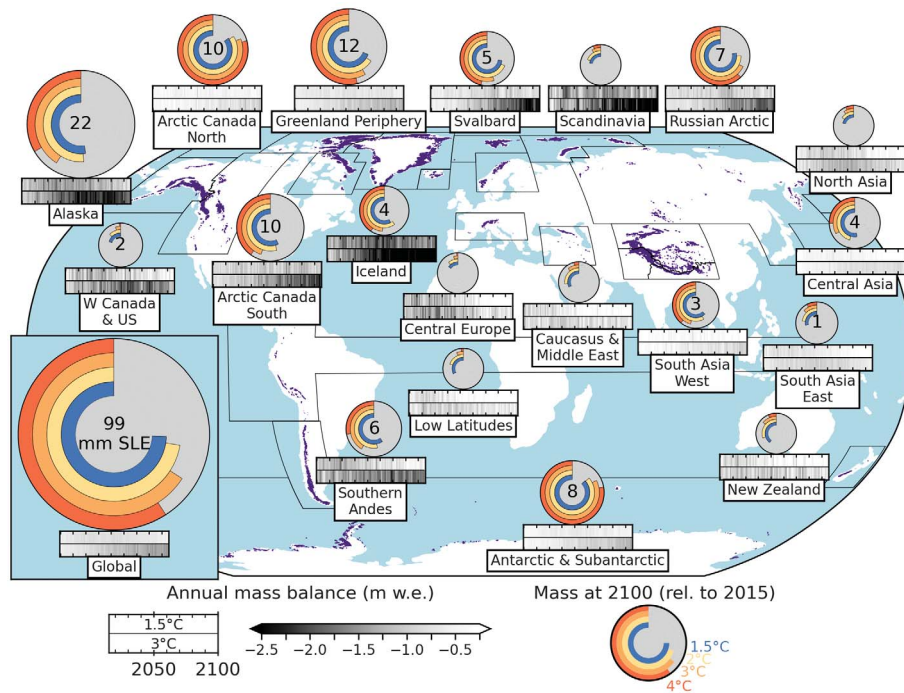 10
12
5
7
22
Arctic Canada
North
Greenland Periphery
Svalbard
Scandinavia
Russian Arctic
North Asia
Alaska
10
4
4
2
Iceland
Central Asia
W Canada
& US
Arctic Canada
South
Central Europe
Caucasus &
Middle East
3
South Asia
West
1
South Asia
East
99
mm SLE
Low Latitudes
6
Southern
Andes
New Zealand
8
Antarctic & Subantarctic
Global
Annual mass balance (m w.e.)
Mass at 2100 (rel. to 2015)
1.5°C
3°C
2050 2100
−2.5 −2.0 −1.5 −1.0 −0.5
1.5°C
2°C
3°C
4°C